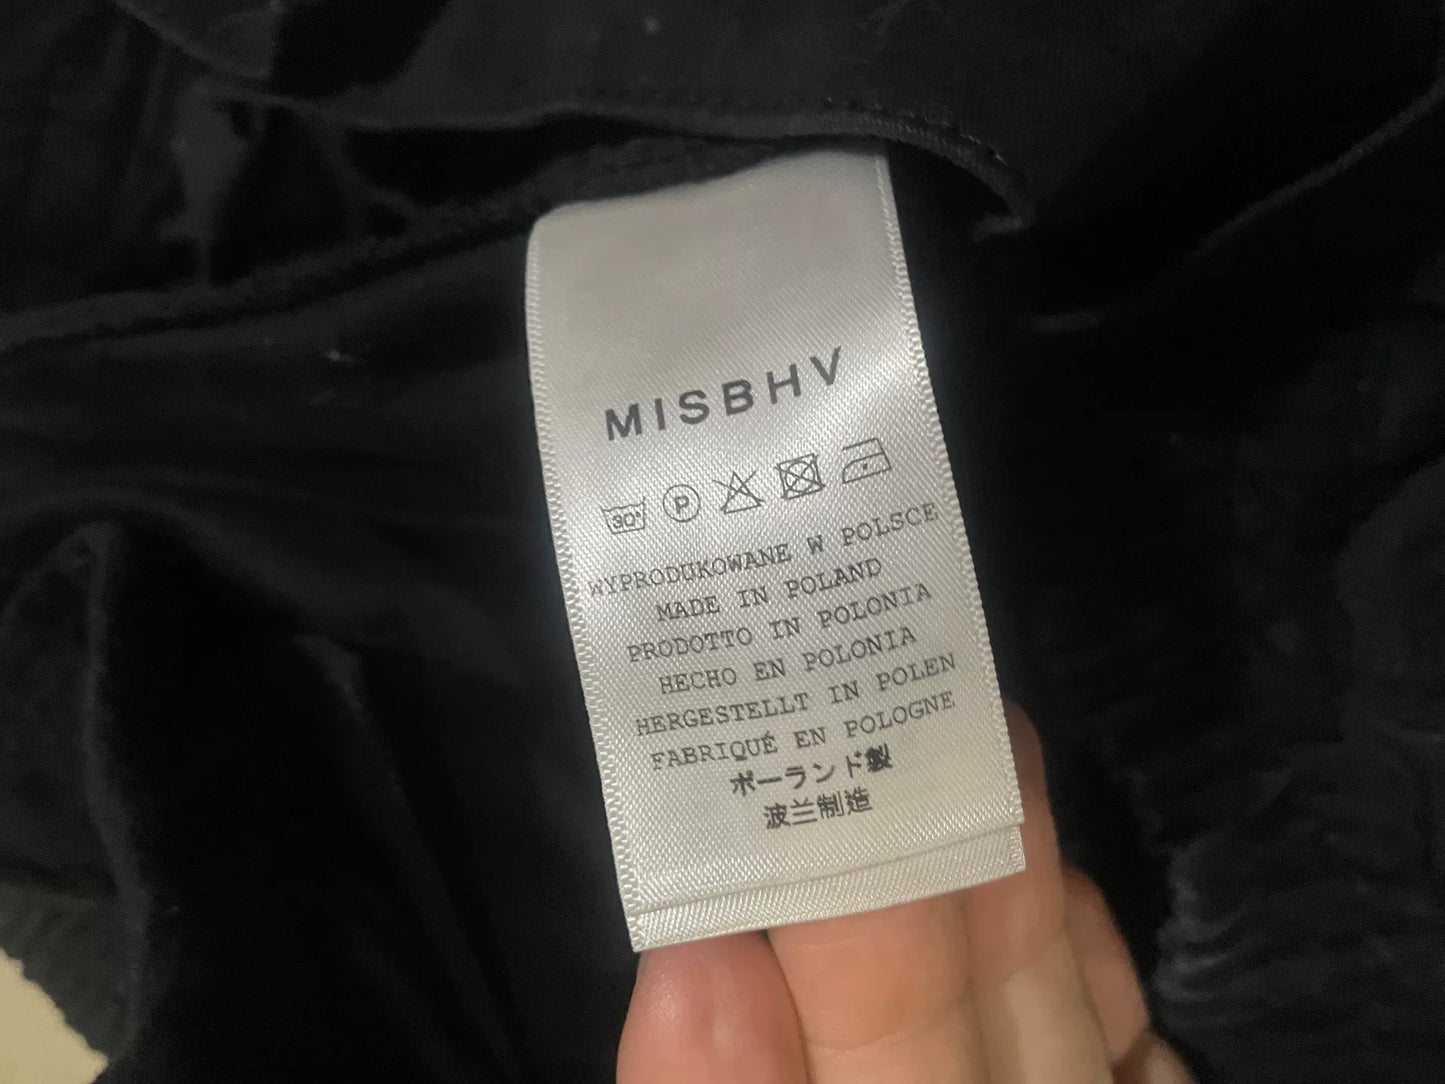 MISBHV
30° P
WYPRODUKOWANE W POLSCE
MADE IN POLAND
PRODOTTO IN POLONIA
HECHO EN POLONIA
HERGESTELLT IN POLEN
FABRIQUÉ EN POLOGNE
ポーランド製
波兰制造